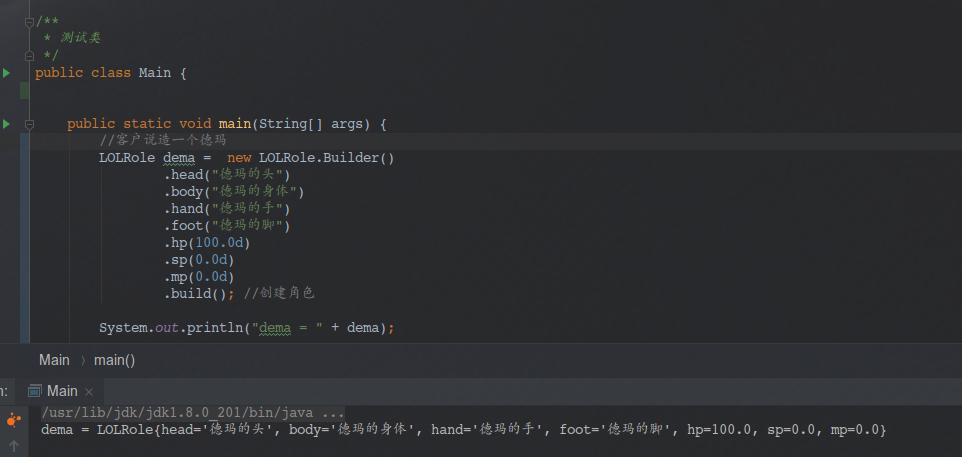 /**
* 测试类
*/
public class Main {
public static void main(String[] args) {
//客户说造一个德玛
LOLRole dema =  new LOLRole.Builder()
.head("德玛的头")
.body("德玛的身体")
.hand("德玛的手")
.foot("德玛的脚")
.hp(100.0d)
.sp(0.0d)
.mp(0.0d)
.build(); //创建角色
System.out.println("dema = " + dema);
Main 〉 main()
n: Main ×
/usr/lib/jdk/jdk1.8.0_201/bin/java ...
dema = LOLRole{head='德玛的头', body='德玛的身体', hand='德玛的手', foot='德玛的脚', hp=100.0, sp=0.0, mp=0.0}